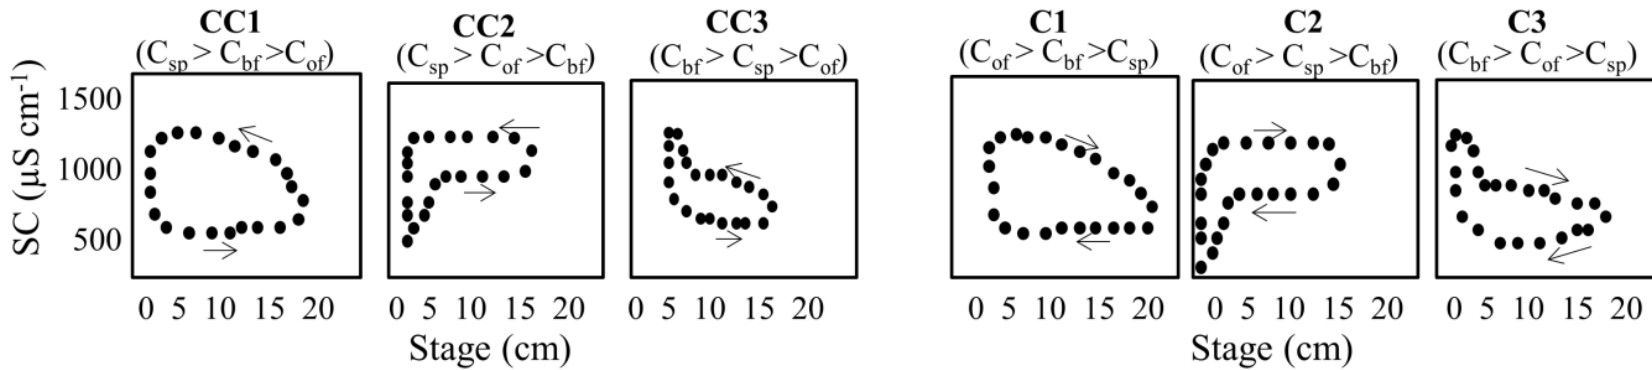 CC1 CC2 CC3 C1 C2 C3
(Csp > Cbf >Cof) (Csp > Cof >Cbf) (Cbf > Csp >Cof) (Cof > Cbf >Csp) (Cof > Csp >Cbf) (Cbf > Cof >Csp)
SC (µS cm-1)
1500
1000
500
0 5 10 15 20 0 5 10 15 20 0 5 10 15 20 0 5 10 15 20 0 5 10 15 20 0 5 10 15 20
Stage (cm) Stage (cm)